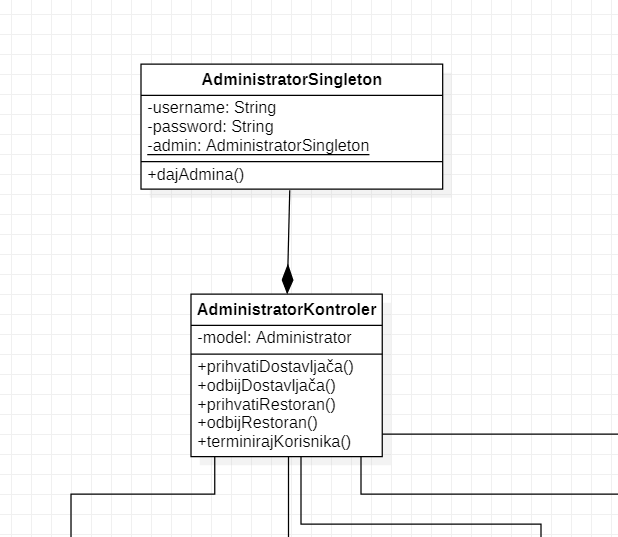 AdministratorSingleton
-username: String
-password: String
-admin: AdministratorSingleton
+dajAdmina()
AdministratorKontroler
-model: Administrator
+prihvatiDostavljača()
+odbijDostavljača()
+prihvatiRestoran()
+odbijRestoran()
+terminirajKorisnika()